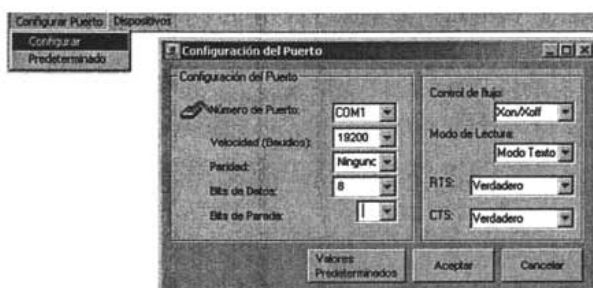 Configurar Puerto Dispositivos
Configurar
Predeterminado
Configuración del Puerto
Configuración del Puerto
Número de Puerto: COM1
Velocidad (Baudios): 19200
Paridad: Ningunc
Bits de Datos: 8
Bits de Parada:
Control de flujo:
Xon/Xoff
Modo de Lectura:
Modo Texto
RTS: Verdadero
CTS: Verdadero
Valores
Predeterminados
Aceptar
Cancelar